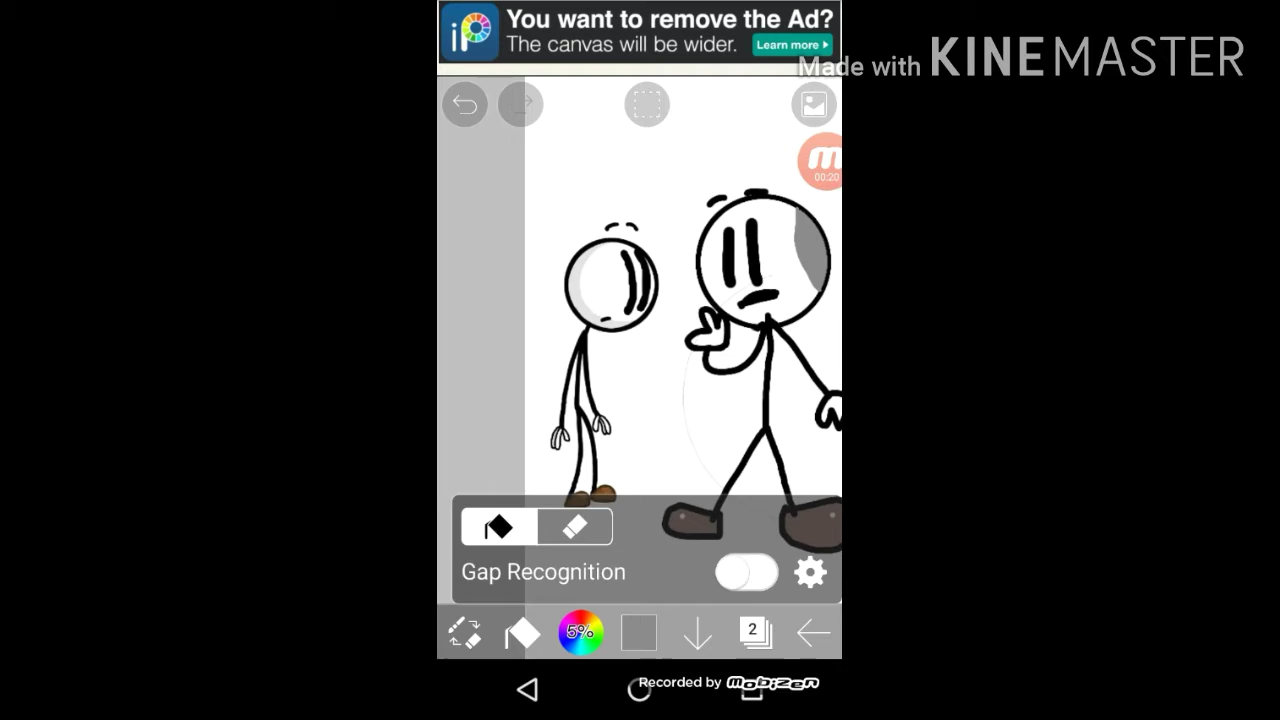 iP
You want to remove the Ad?
The canvas will be wider.
Learn more
Made with KINEMASTER
00:20
Gap Recognition
5%
2
Recorded by mobizen